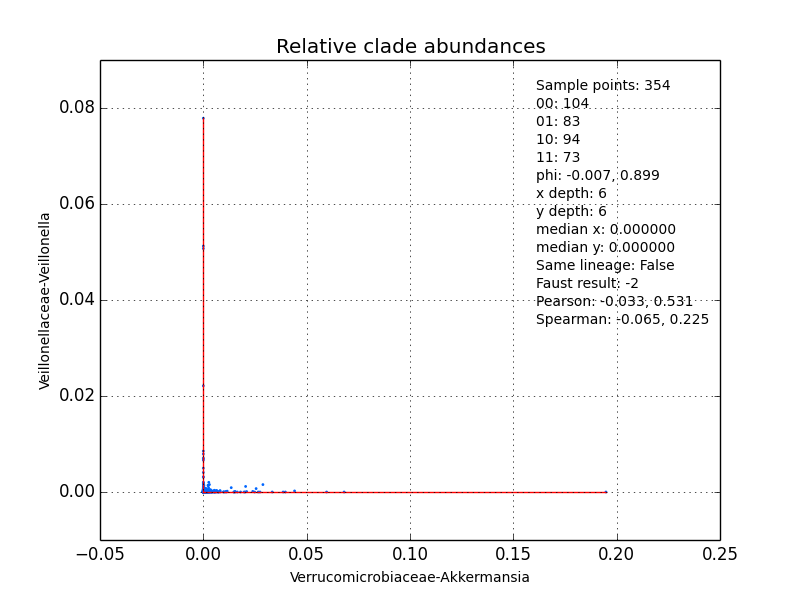 Relative clade abundances
Sample points: 354
00: 104
01: 83
10: 94
11: 73
phi: -0.007, 0.899
x depth: 6
y depth: 6
median x: 0.000000
median y: 0.000000
Same lineage: False
Faust result: -2
Pearson: -0.033, 0.531
Spearman: -0.065, 0.225
Veillonellaceae-Veillonella
0.08
0.06
0.04
0.02
0.00
−0.05 0.00 0.05 0.10 0.15 0.20 0.25
Verrucomicrobiaceae-Akkermansia